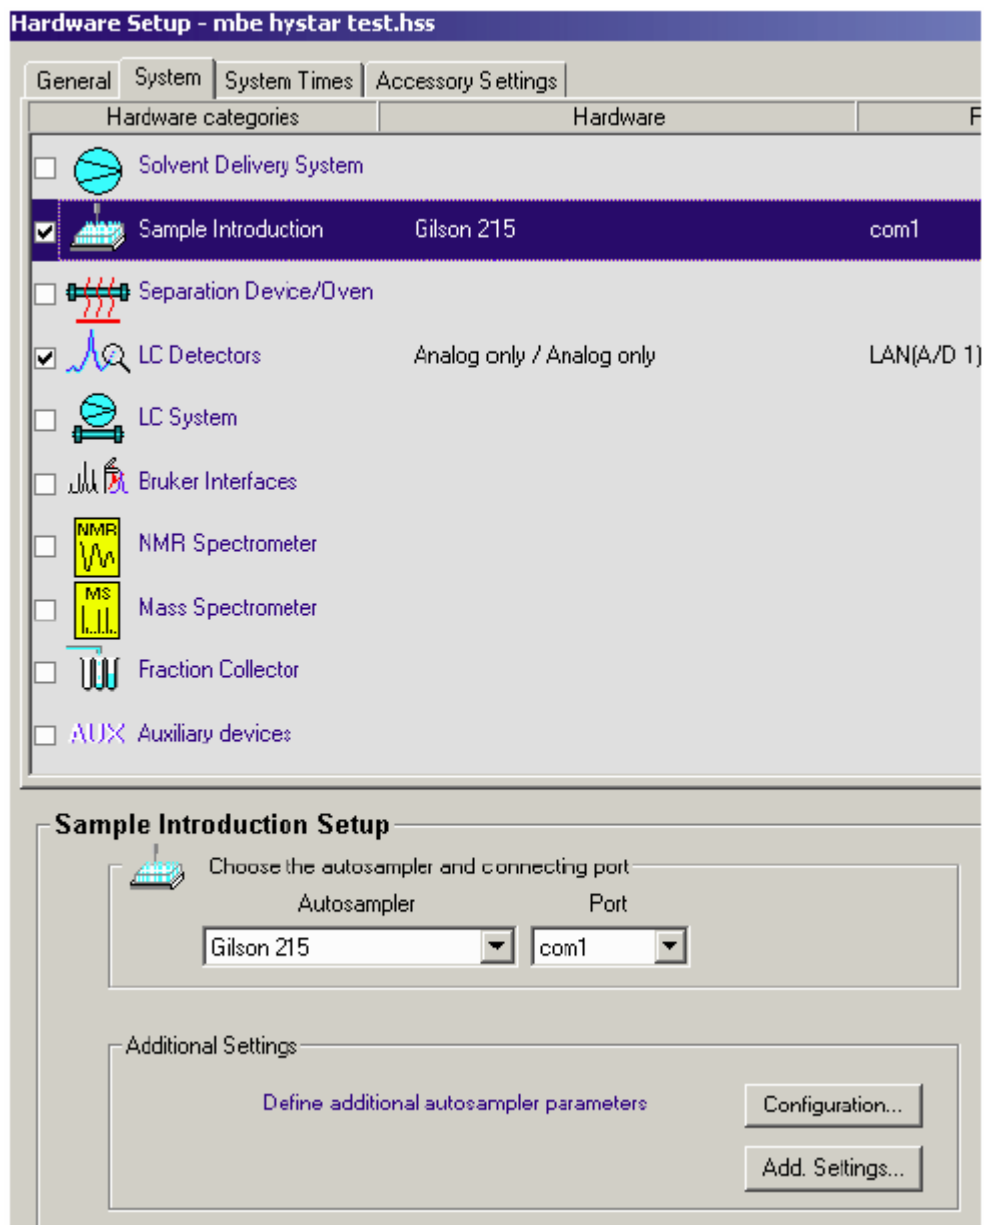 Hardware Setup - mbe hystar test.hss
General System System Times Accessory Settings
Hardware categories Hardware F
Solvent Delivery System
Sample Introduction Gilson 215 com1
Separation Device/Oven
LC Detectors Analog only / Analog only LAN(A/D 1)
LC System
Bruker Interfaces
NMR
NMR Spectrometer
MS
Mass Spectrometer
Fraction Collector
AUX Auxiliary devices
Sample Introduction Setup
Choose the autosampler and connecting port
Autosampler Port
Gilson 215 com1
Additional Settings
Define additional autosampler parameters Configuration...
Add. Settings...